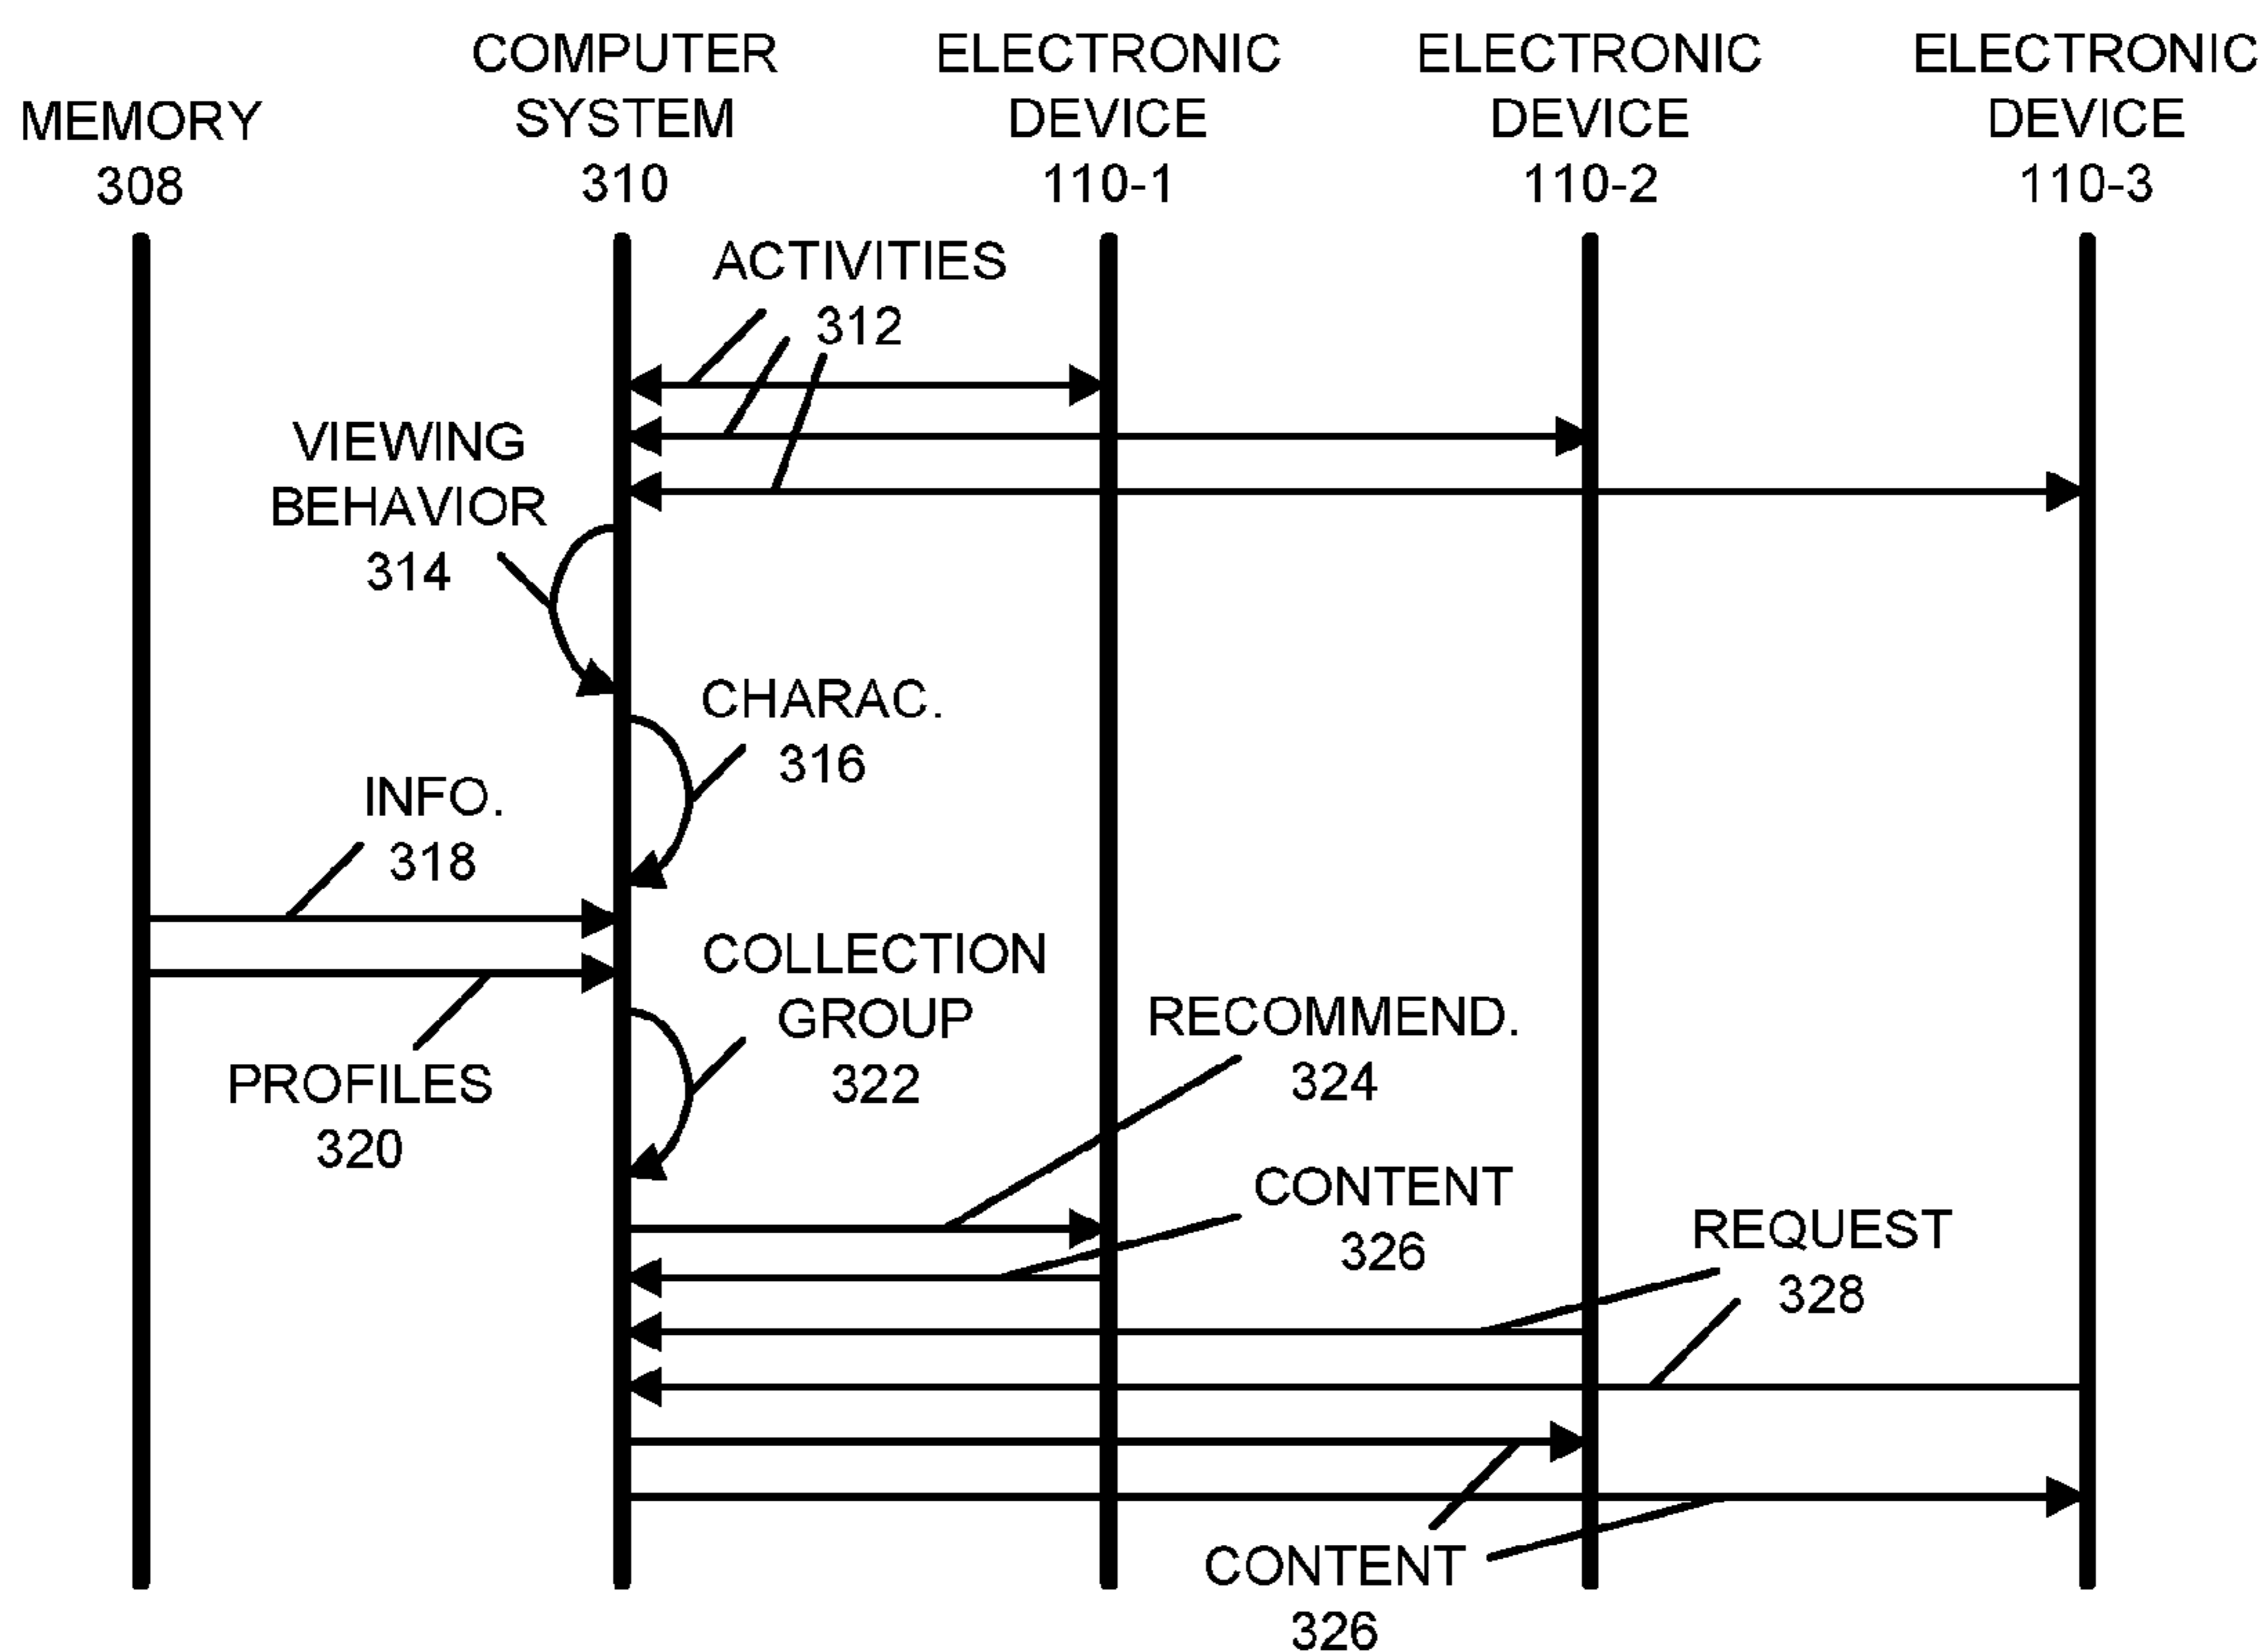 MEMORY
308
COMPUTER
SYSTEM
310
ELECTRONIC
DEVICE
110-1
ELECTRONIC
DEVICE
110-2
ELECTRONIC
DEVICE
110-3
ACTIVITIES
312
VIEWING
BEHAVIOR
314
CHARAC.
316
INFO.
318
COLLECTION
GROUP
322
PROFILES
320
RECOMMEND.
324
CONTENT
326
REQUEST
328
CONTENT
326